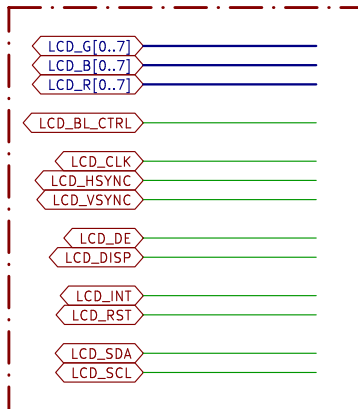 LCD_G[0..7]
LCD_B[0..7]
LCD_R[0..7]
LCD_BL_CTRL
LCD_CLK
LCD_HSYNC
LCD_VSYNC
LCD_DE
LCD_DISP
LCD_INT
LCD_RST
LCD_SDA
LCD_SCL